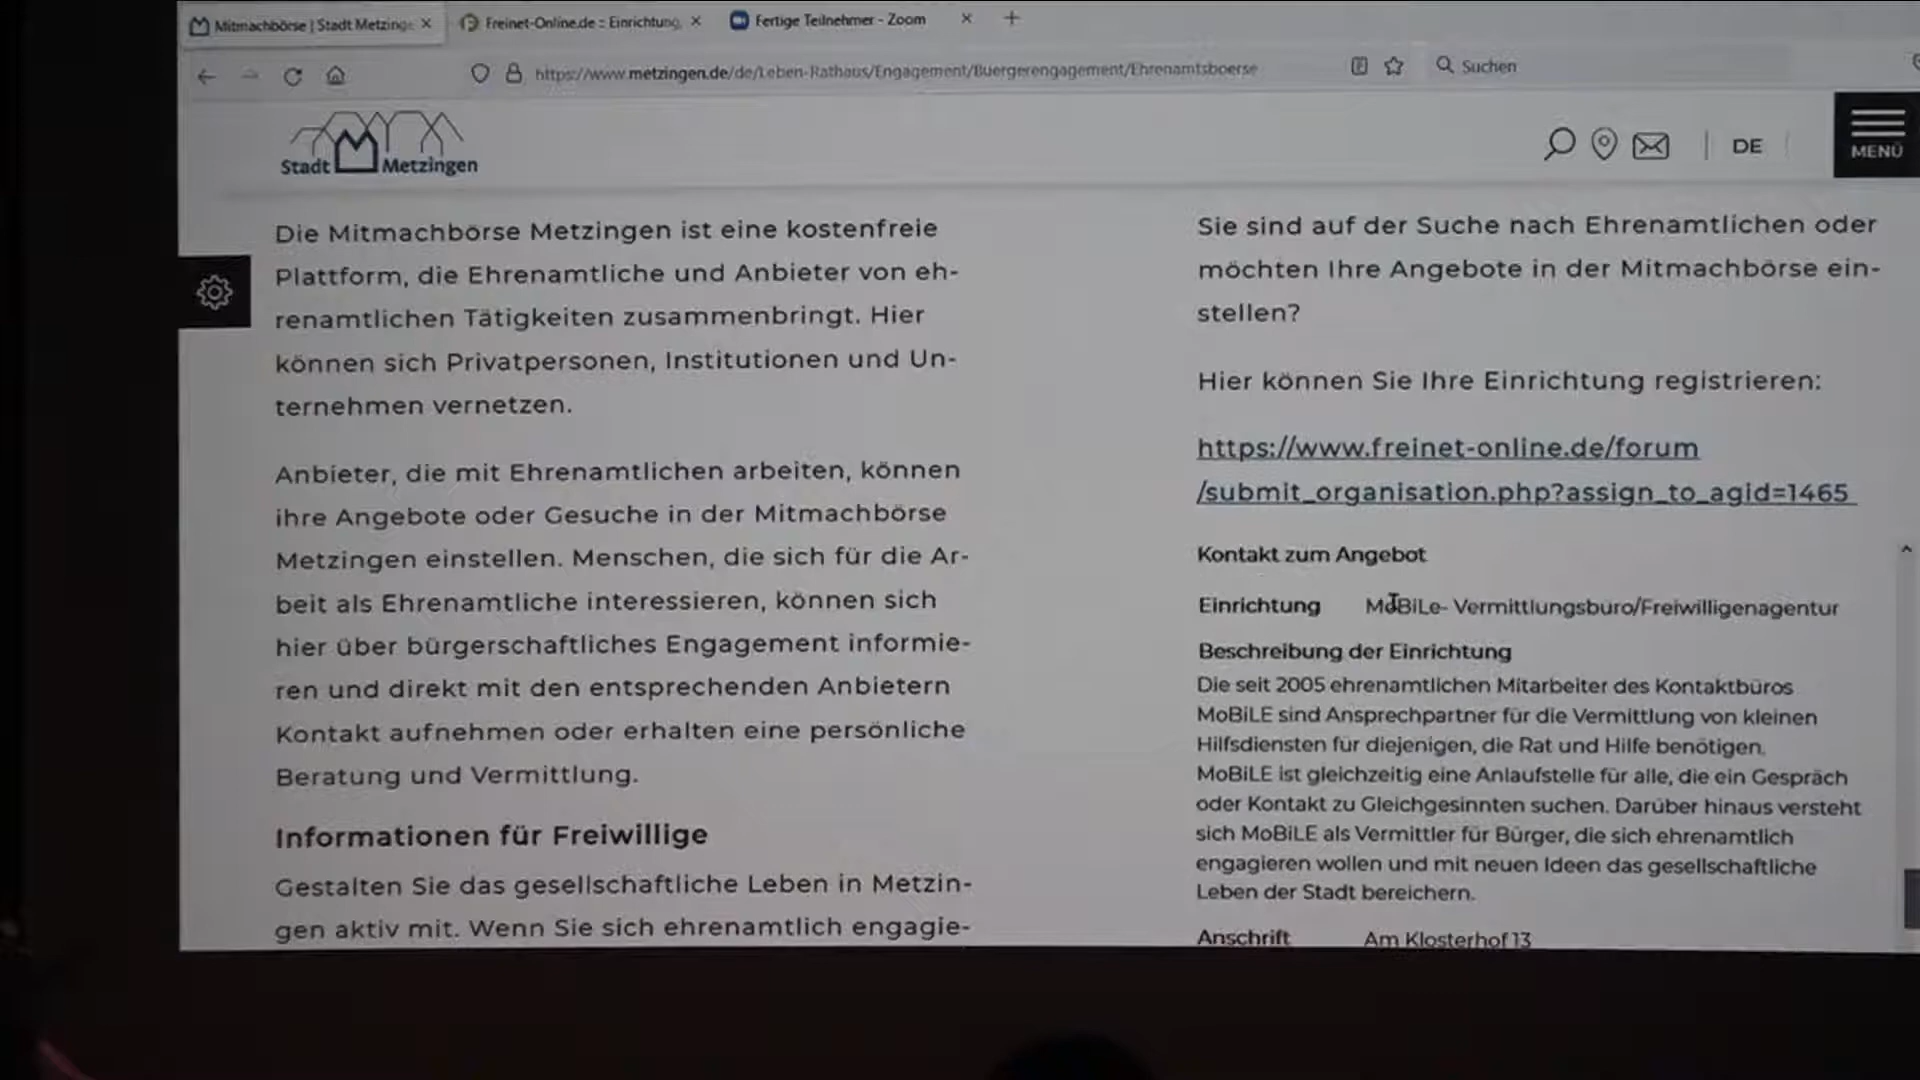 Mitmachbörse | Stadt Metzinge
Freinet-Online.de :: Einrichtung,
Fertige Teilnehmer - Zoom
https://www.metzingen.de/de/Leben-Rathaus/Engagement/Buergerengagement/Ehrenamtsboerse
Suchen
Stadt Metzingen
DE
MENÜ
Die Mitmachbörse Metzingen ist eine kostenfreie
Plattform, die Ehrenamtliche und Anbieter von eh-
renamtlichen Tätigkeiten zusammenbringt. Hier
können sich Privatpersonen, Institutionen und Un-
ternehmen vernetzen.
Anbieter, die mit Ehrenamtlichen arbeiten, können
ihre Angebote oder Gesuche in der Mitmachbörse
Metzingen einstellen. Menschen, die sich für die Ar-
beit als Ehrenamtliche interessieren, können sich
hier über bürgerschaftliches Engagement informie-
ren und direkt mit den entsprechenden Anbietern
Kontakt aufnehmen oder erhalten eine persönliche
Beratung und Vermittlung.
Informationen für Freiwillige
Gestalten Sie das gesellschaftliche Leben in Metzin-
gen aktiv mit. Wenn Sie sich ehrenamtlich engagie-
Sie sind auf der Suche nach Ehrenamtlichen oder
möchten Ihre Angebote in der Mitmachbörse ein-
stellen?
Hier können Sie Ihre Einrichtung registrieren:
https://www.freinet-online.de/forum
/submit_organisation.php?assign_to_agid=1465
Kontakt zum Angebot
Einrichtung MoBiLe- Vermittlungsbüro/Freiwilligenagentur
Beschreibung der Einrichtung
Die seit 2005 ehrenamtlichen Mitarbeiter des Kontaktbüros
MoBiLE sind Ansprechpartner für die Vermittlung von kleinen
Hilfsdiensten für diejenigen, die Rat und Hilfe benötigen.
MoBiLE ist gleichzeitig eine Anlaufstelle für alle, die ein Gespräch
oder Kontakt zu Gleichgesinnten suchen. Darüber hinaus versteht
sich MoBiLE als Vermittler für Bürger, die sich ehrenamtlich
engagieren wollen und mit neuen Ideen das gesellschaftliche
Leben der Stadt bereichern.
Anschrift Am Klosterhof 13